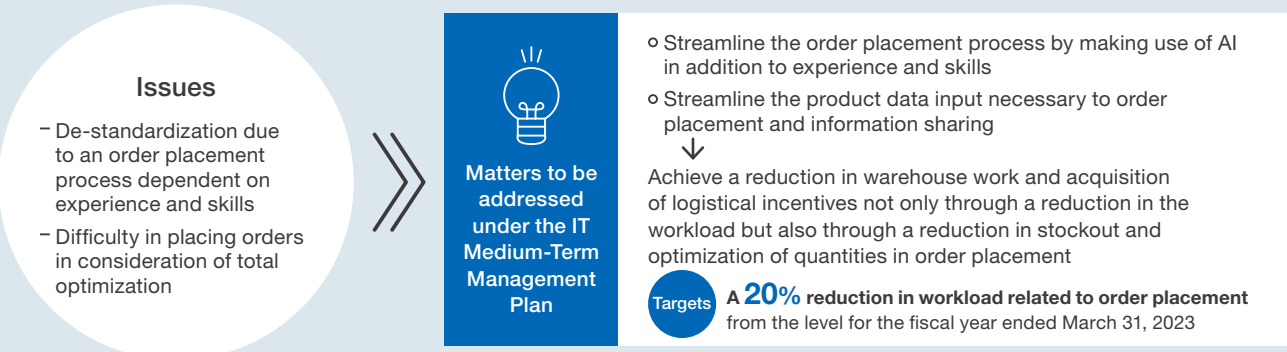 Issues
– De-standardization due
to an order placement
process dependent on
experience and skills
– Difficulty in placing orders
in consideration of total
optimization
Matters to be
addressed
under the IT
Medium-Term
Management
Plan
Streamline the order placement process by making use of AI
in addition to experience and skills
Streamline the product data input necessary to order
placement and information sharing
Achieve a reduction in warehouse work and acquisition
of logistical incentives not only through a reduction in the
workload but also through a reduction in stockout and
optimization of quantities in order placement
Targets
A 20% reduction in workload related to order placement
from the level for the fiscal year ended March 31, 2023